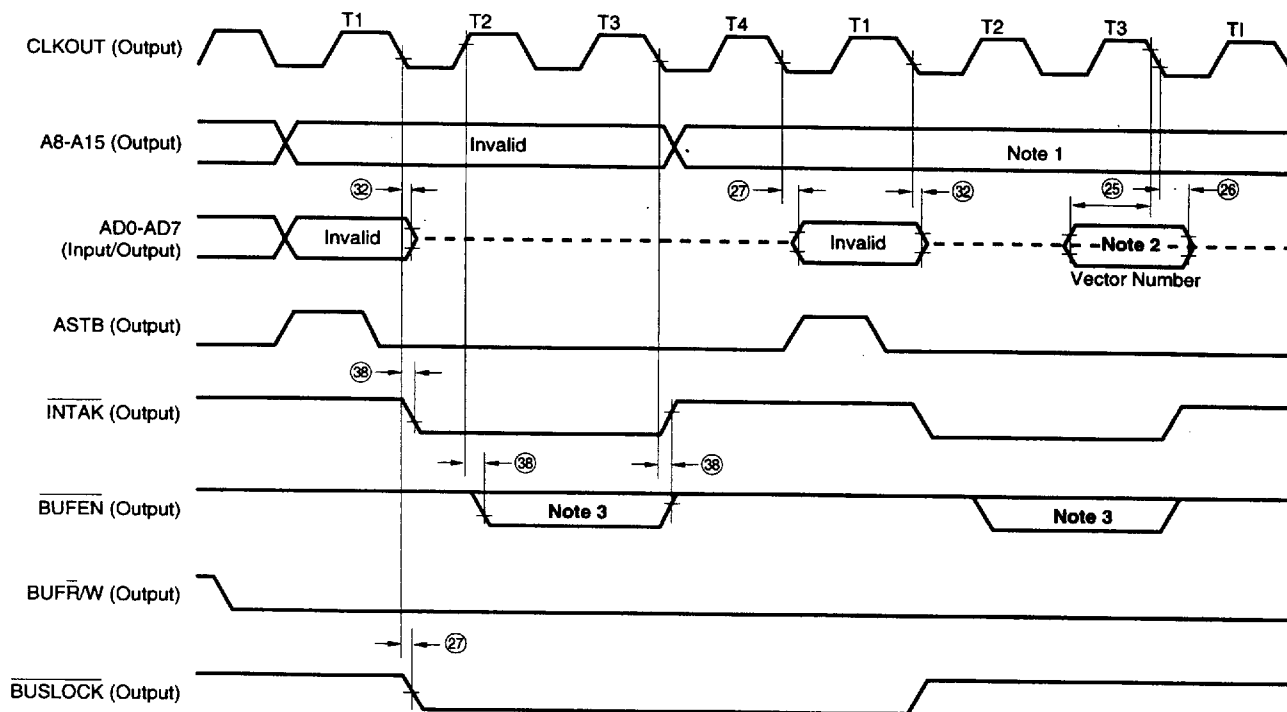 T1 T2 T3 T4 T1 T2 T3 TI
CLKOUT (Output)
A8-A15 (Output)
Invalid
Note 1
32 27 32 25 26
AD0-AD7
(Input/Output)
Invalid
Invalid
Note 2
Vector Number
ASTB (Output)
38
INTAK (Output)
38 38
BUFEN (Output)
Note 3
Note 3
BUFR/W (Output)
27
BUSLOCK (Output)